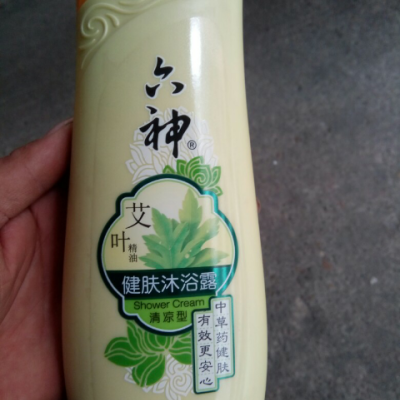 六神®
艾叶精油
健肤沐浴露
Shower Cream
清凉型
中草药健肤
有效更安心